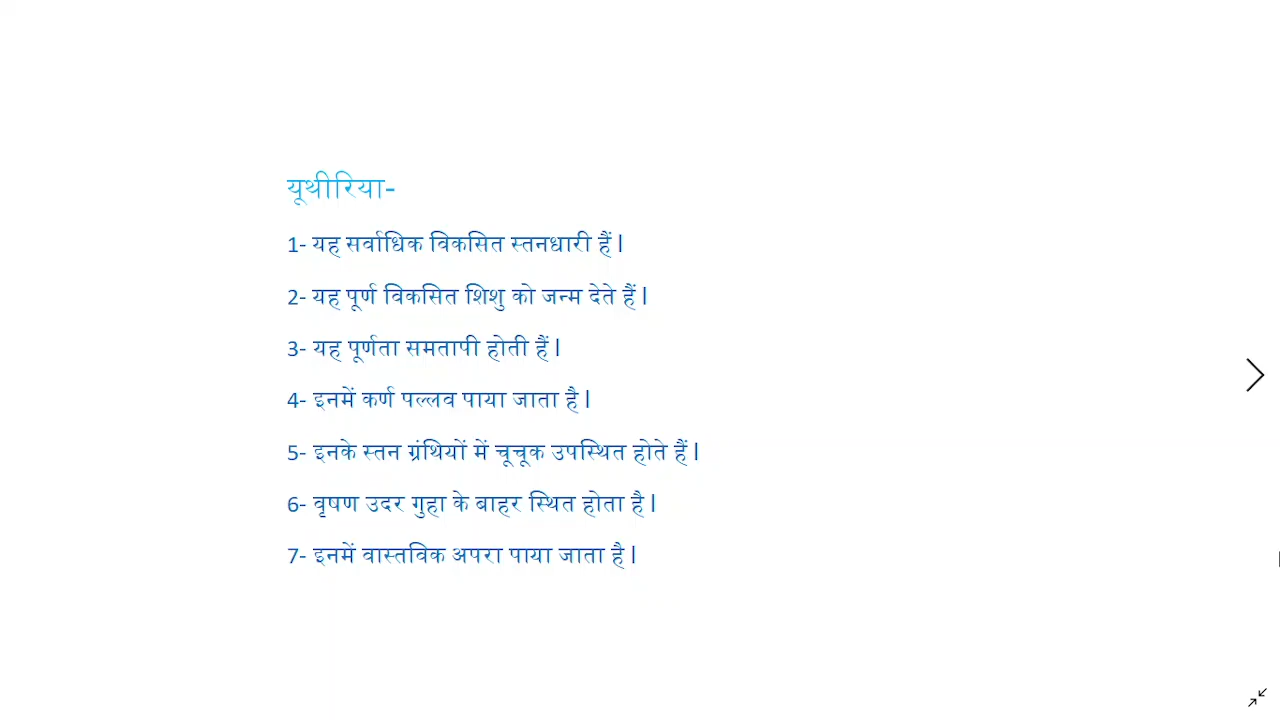 यूथीरिया-
1- यह सर्वाधिक विकसित स्तनधारी हैं |
2- यह पूर्ण विकसित शिशु को जन्म देते हैं |
3- यह पूर्णता समतापी होती हैं |
4- इनमें कर्ण पल्लव पाया जाता है |
5- इनके स्तन ग्रंथियों में चूचूक उपस्थित होते हैं |
6- वृषण उदर गुहा के बाहर स्थित होता है |
7- इनमें वास्तविक अपरा पाया जाता है |